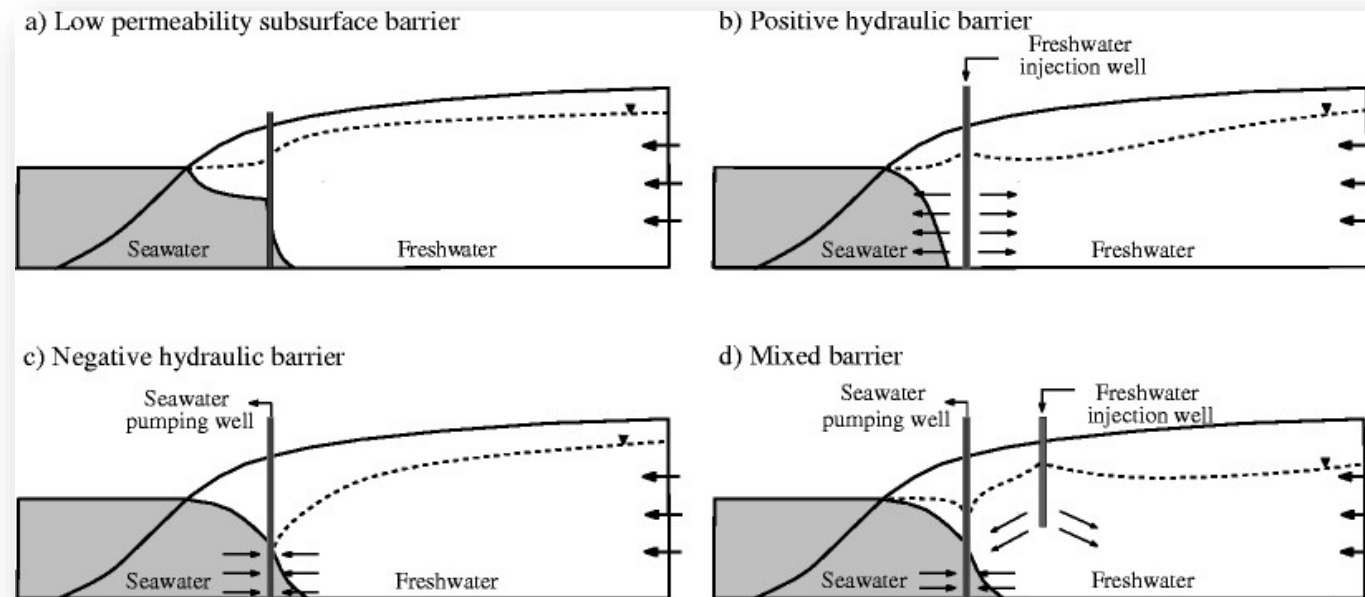 a) Low permeability subsurface barrier
Seawater
Freshwater
b) Positive hydraulic barrier
Freshwater
injection well
Seawater
Freshwater
c) Negative hydraulic barrier
Seawater
pumping well
Seawater
Freshwater
d) Mixed barrier
Seawater
pumping well
Freshwater
injection well
Seawater
Freshwater